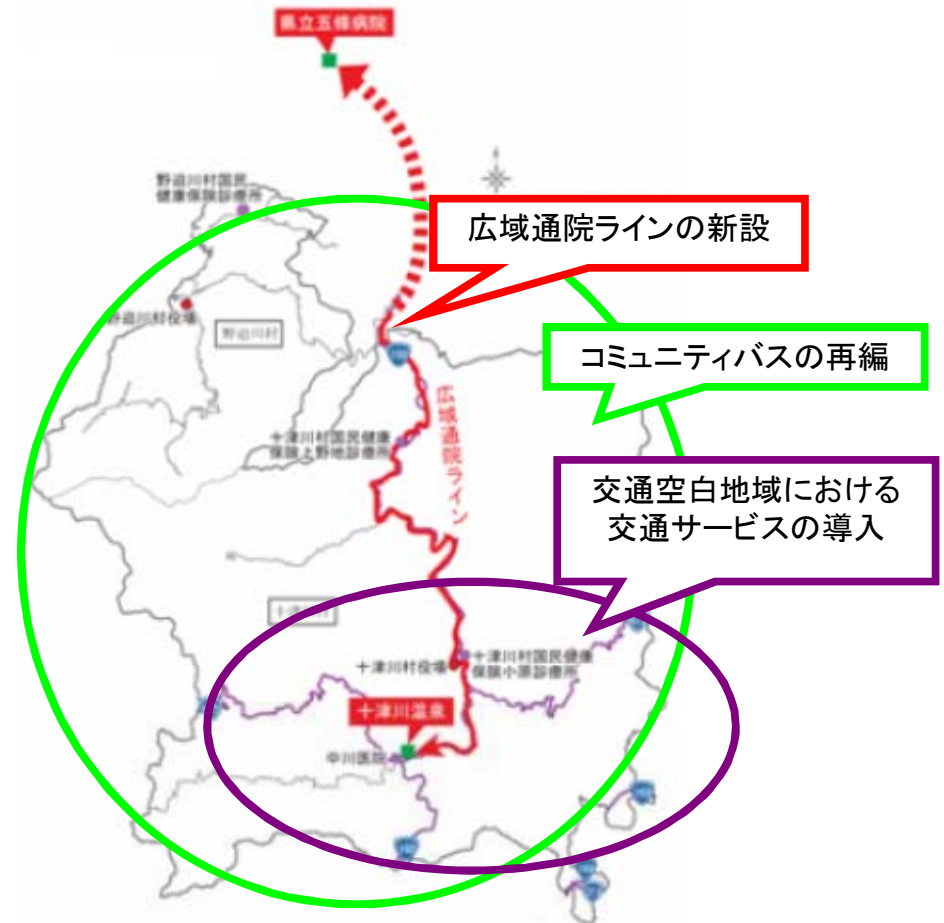 県立五條病院
野迫川村国民
健康保険診療所
広域通院ラインの新設
野迫川村役場
野迫川村
コミュニティバスの再編
広域通院ライン
十津川村国民健康
保険上野地診療所
交通空白地域における
交通サービスの導入
十津川村役場
十津川村国民健康
保険小原診療所
十津川温泉
中川医院